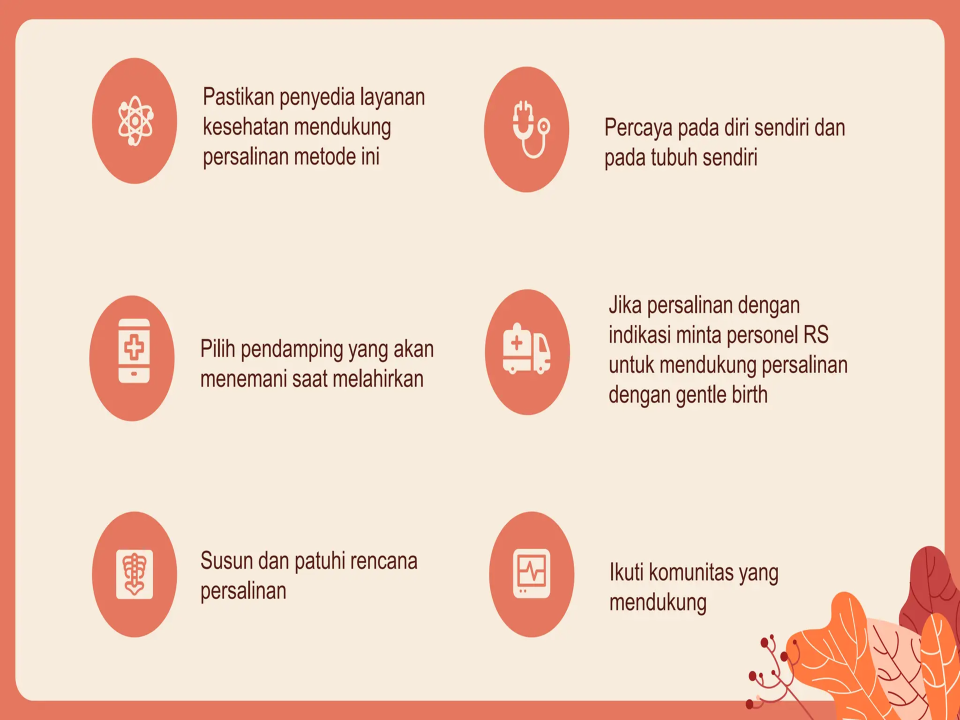 Pastikan penyedia layanan
kesehatan mendukung
persalinan metode ini
Percaya pada diri sendiri dan
pada tubuh sendiri
Pilih pendamping yang akan
menemani saat melahirkan
Jika persalinan dengan
indikasi minta personel RS
untuk mendukung persalinan
dengan gentle birth
Susun dan patuhi rencana
persalinan
Ikuti komunitas yang
mendukung